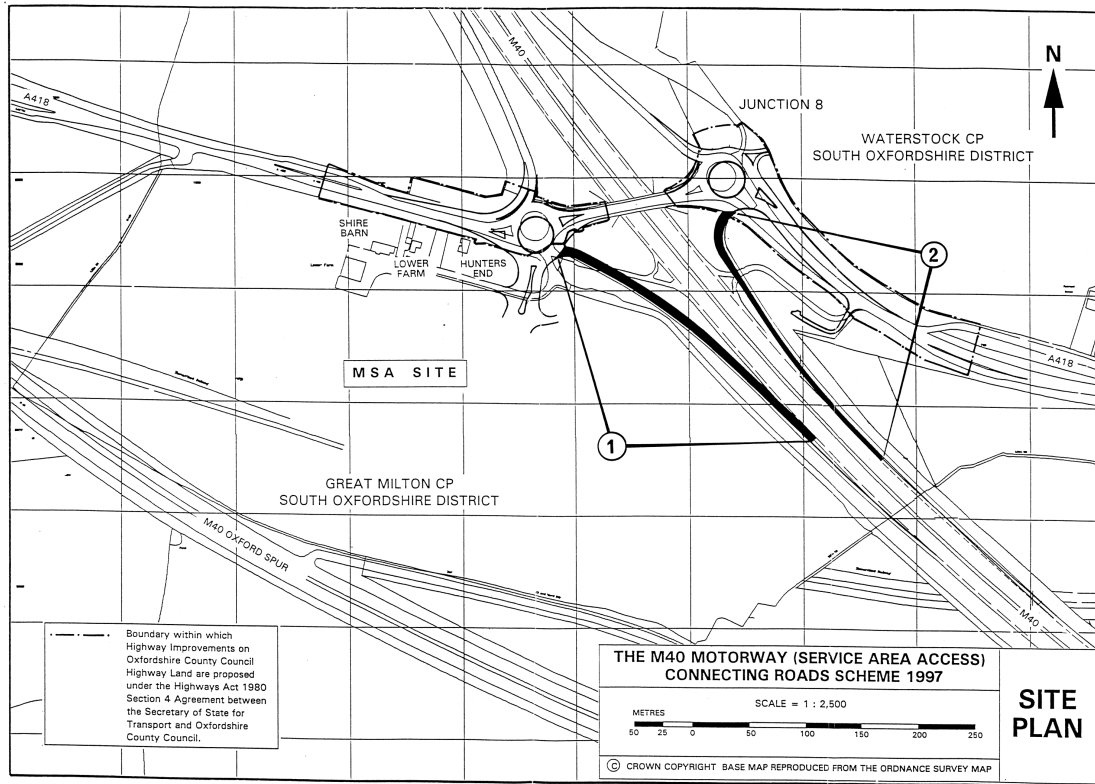 N
M40
A418
JUNCTION 8
WATERSTOCK CP
SOUTH OXFORDSHIRE DISTRICT
SHIRE
BARN
LOWER
FARM
HUNTERS
END
Lower Farm
2
MSA SITE
A418
1
GREAT MILTON CP
SOUTH OXFORDSHIRE DISTRICT
M40 OXFORD SPUR
M40
Boundary within which
Highway Improvements on
Oxfordshire County Council
Highway Land are proposed
under the Highways Act 1980
Section 4 Agreement between
the Secretary of State for
Transport and Oxfordshire
County Council.
THE M40 MOTORWAY (SERVICE AREA ACCESS)
CONNECTING ROADS SCHEME 1997
SCALE = 1 : 2,500
METRES
50 25 0 50 100 150 200 250
© CROWN COPYRIGHT BASE MAP REPRODUCED FROM THE ORDNANCE SURVEY MAP
SITE
PLAN